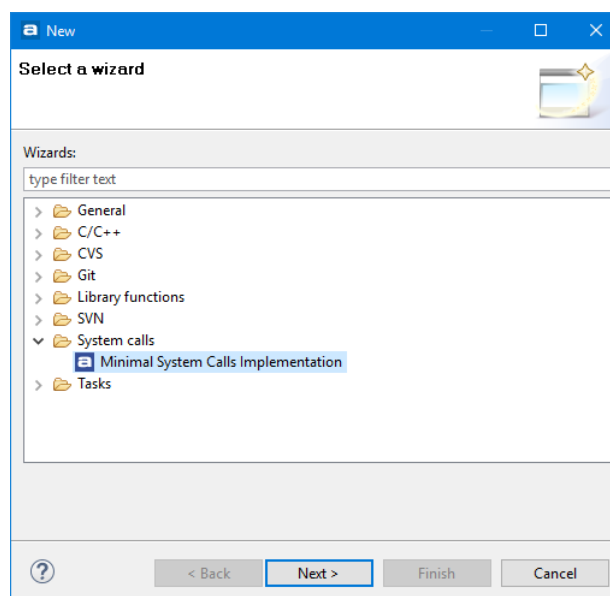 a New
Select a wizard
Wizards:
type filter text
General
C/C++
CVS
Git
Library functions
SVN
System calls
a Minimal System Calls Implementation
Tasks
? < Back Next > Finish Cancel